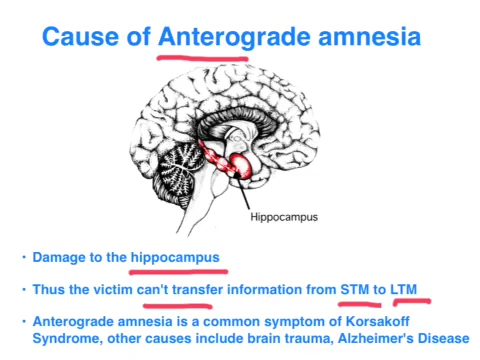 Cause of Anterograde amnesia
Hippocampus
· Damage to the hippocampus
· Thus the victim can't transfer information from STM to LTM
· Anterograde amnesia is a common symptom of Korsakoff
Syndrome, other causes include brain trauma, Alzheimer's Disease